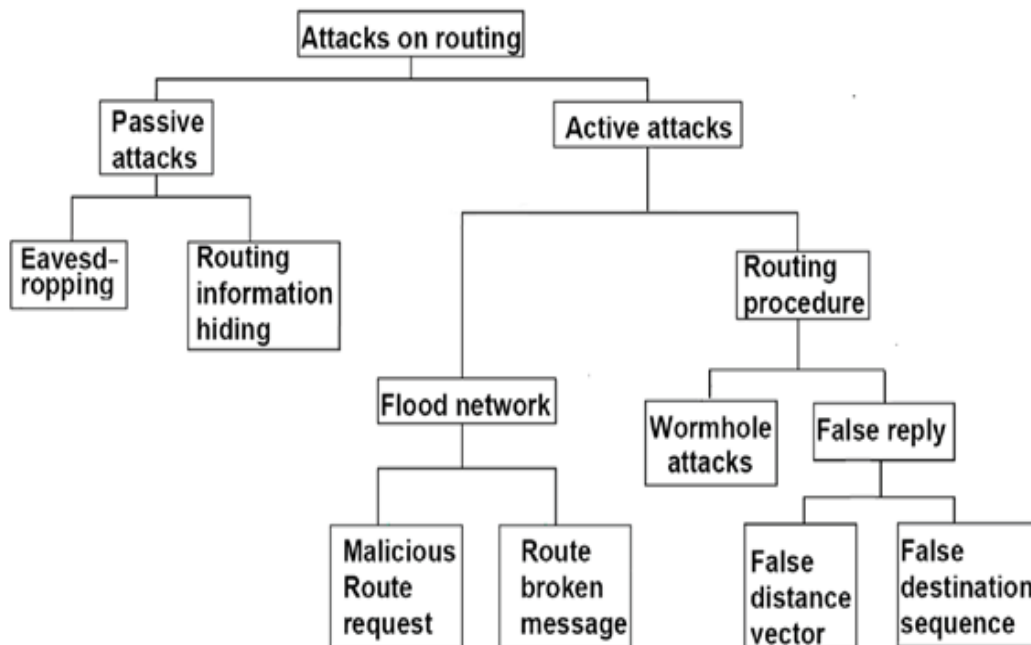 Attacks on routing
Passive
attacks
Active attacks
Eavesd-
ropping
Routing
information
hiding
Routing
procedure
Flood network
Wormhole
attacks
False reply
Malicious
Route
request
Route
broken
message
False
distance
vector
False
destination
sequence